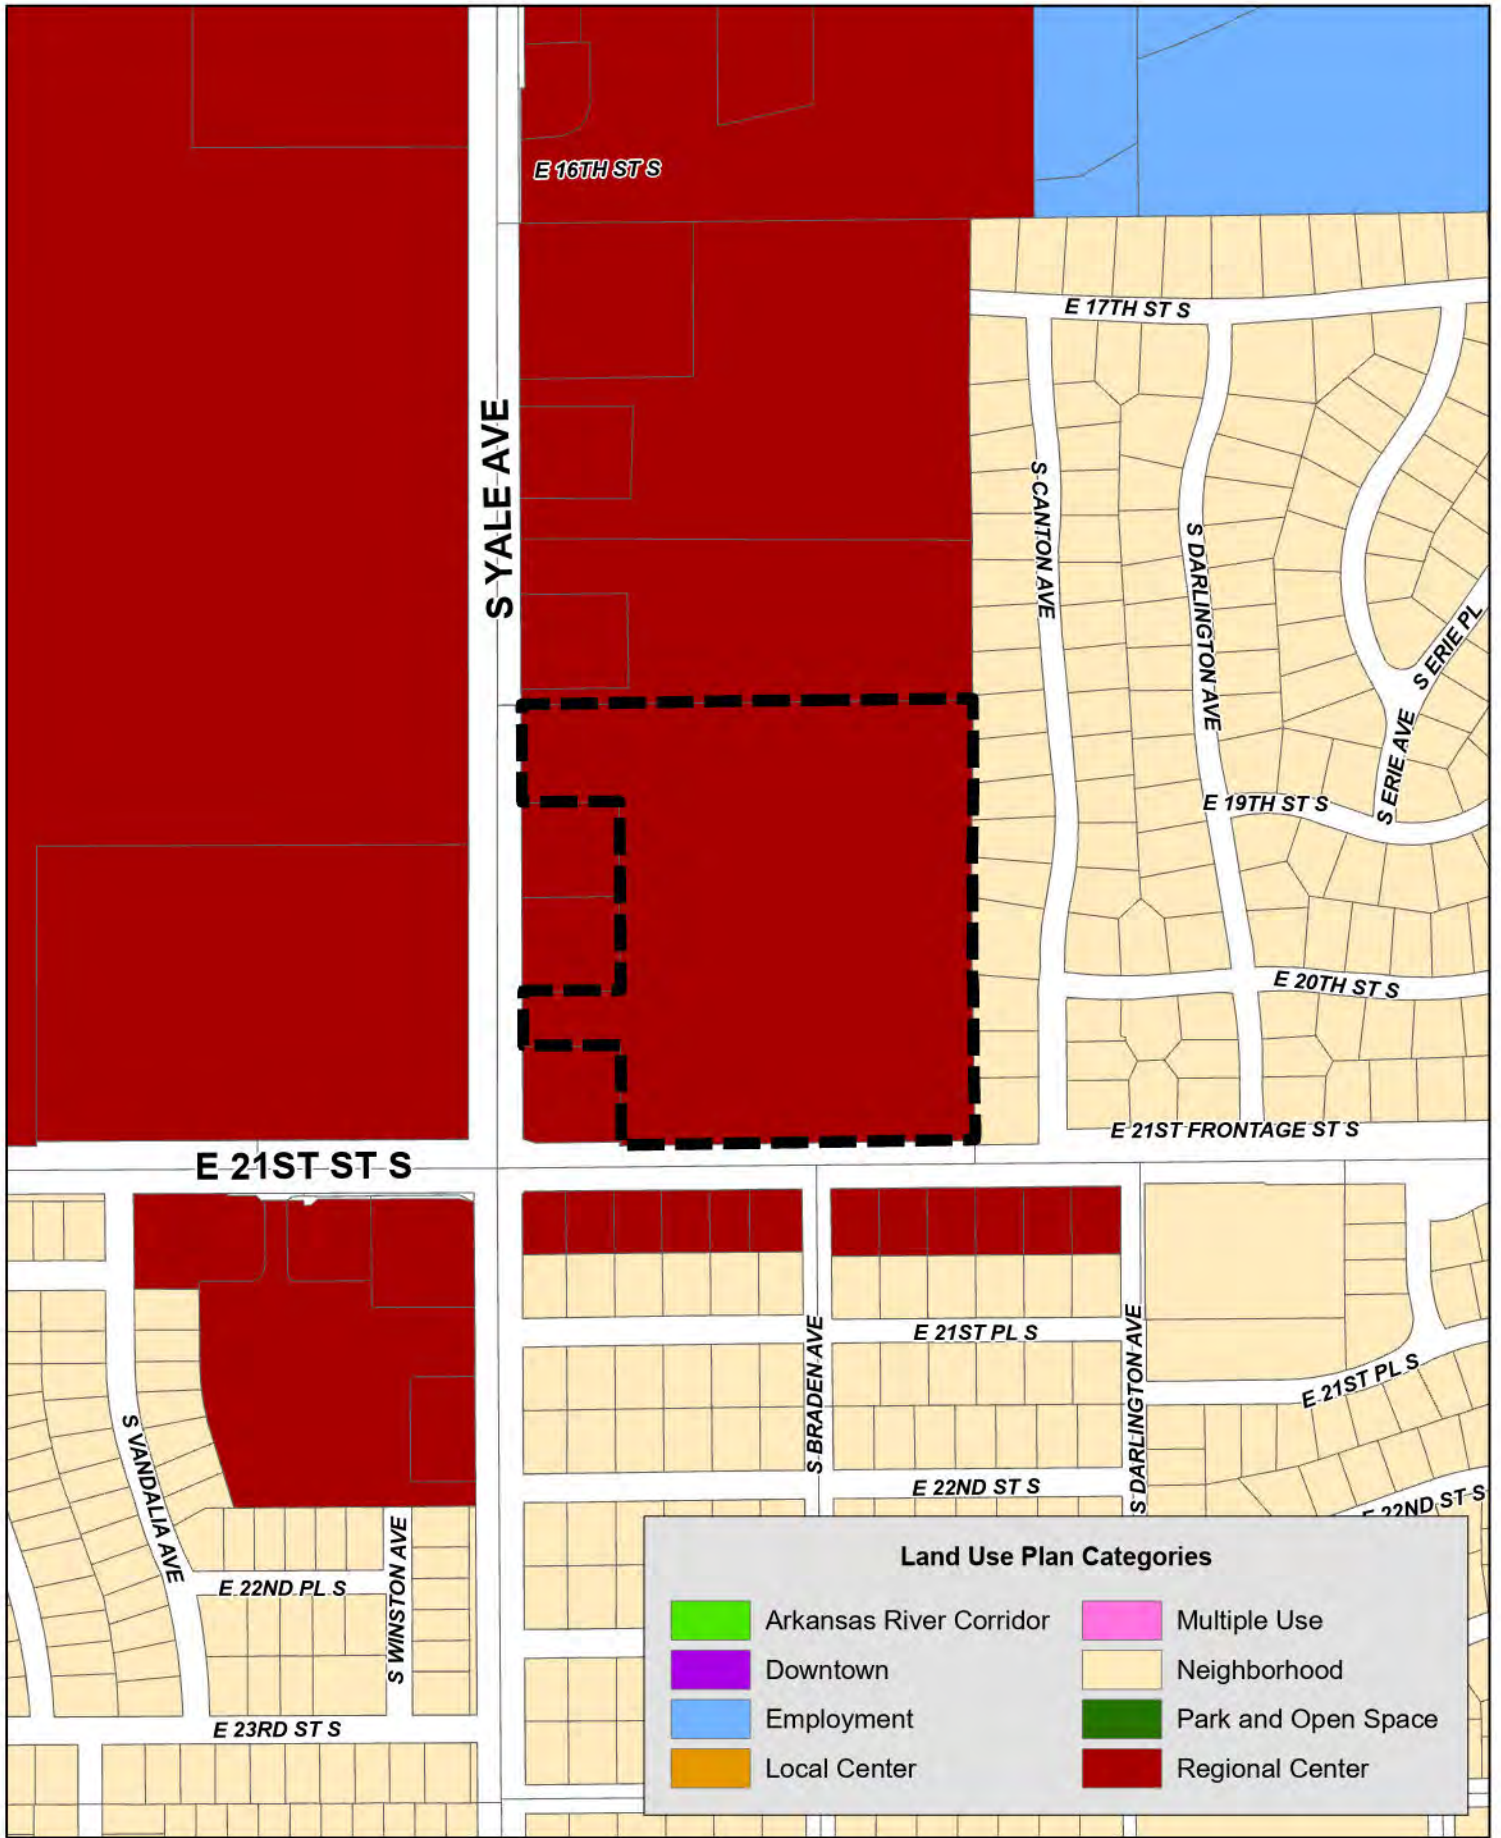 E 16TH ST S
E 17TH ST S
S YALE AVE
S CANTON AVE
S DARLINGTON AVE
S ERIE PL
S ERIE AVE
E 19TH ST S
E 20TH ST S
E 21ST FRONTAGE ST S
E 21ST ST S
E 21ST PL S
S BRADEN AVE
S DARLINGTON AVE
E 21ST PL S
S VANDALIA AVE
E 22ND ST S
E 22ND ST S
E 22ND PL S
S WINSTON AVE
E 23RD ST S
Land Use Plan Categories
Arkansas River Corridor
Multiple Use
Downtown
Neighborhood
Employment
Park and Open Space
Local Center
Regional Center